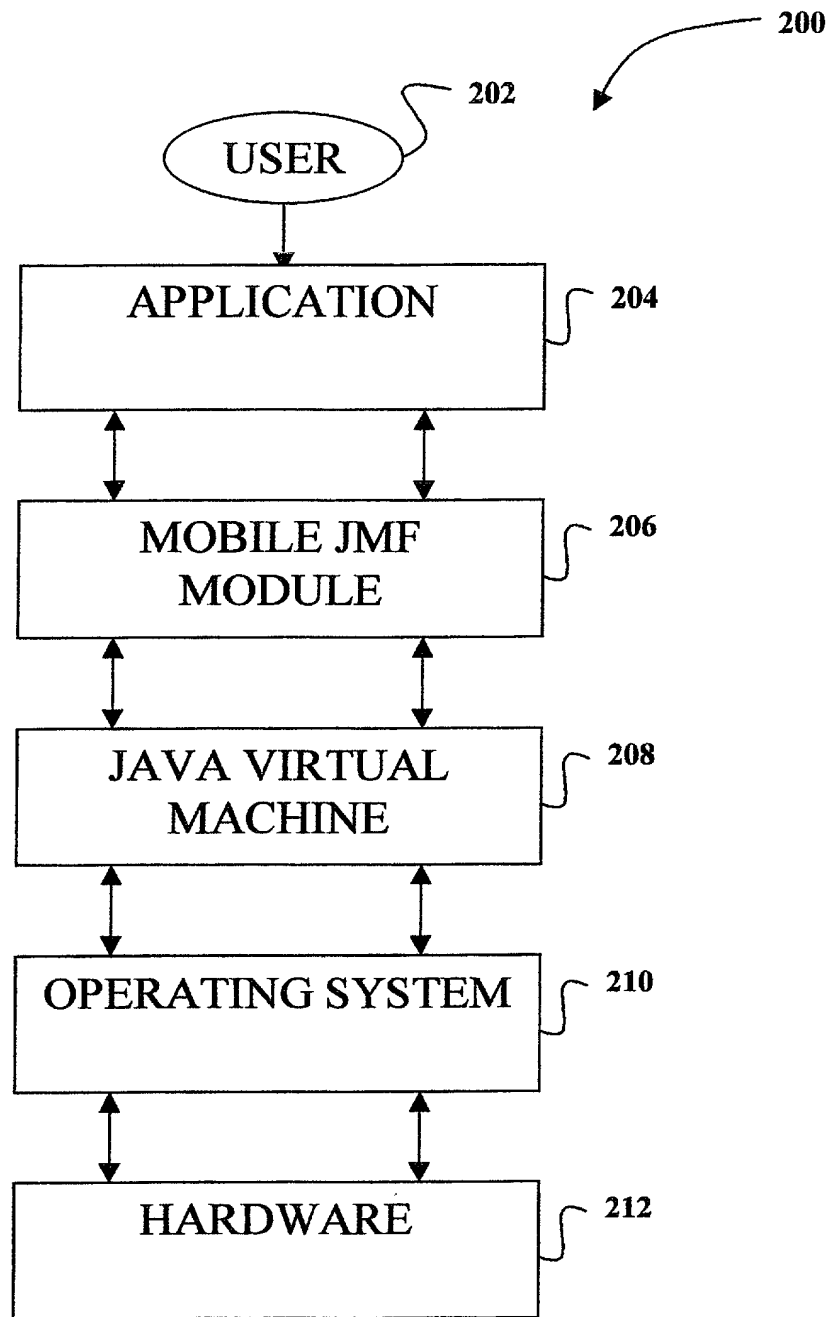 200
202
USER
APPLICATION
204
MOBILE JMF
MODULE
206
JAVA VIRTUAL
MACHINE
208
OPERATING SYSTEM
210
HARDWARE
212